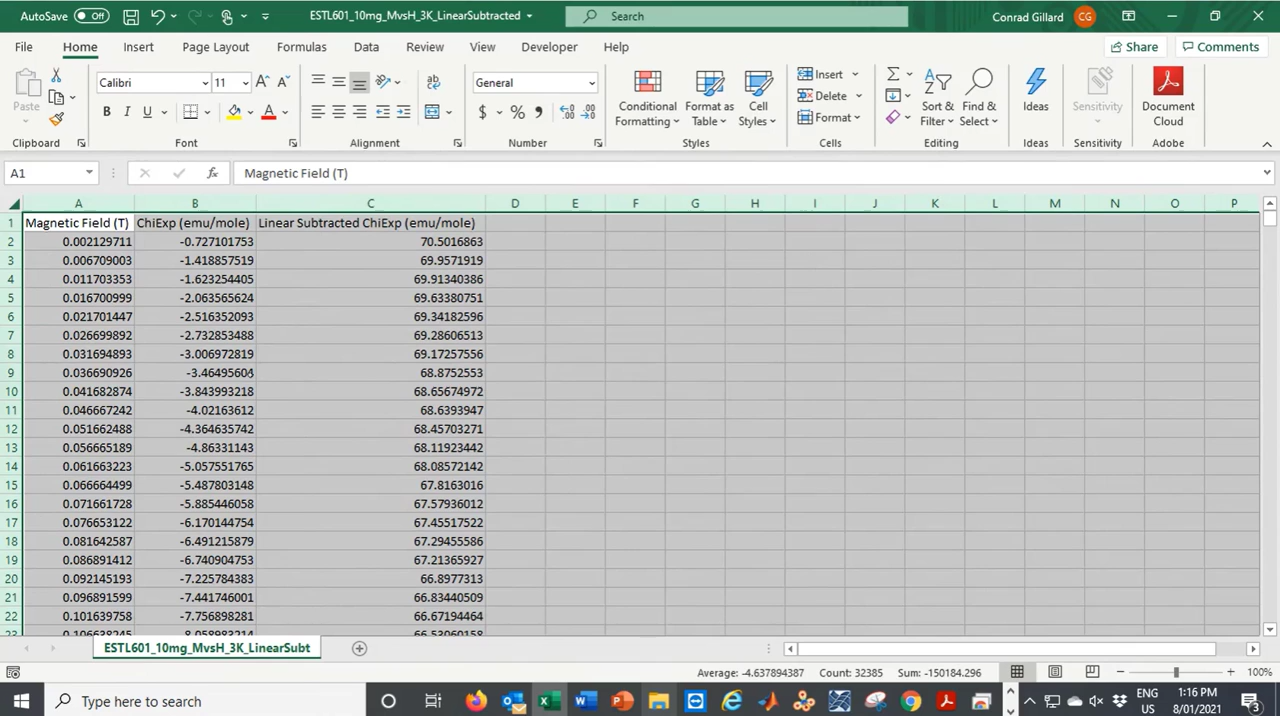 AutoSave Off ESTL601_10mg_MvsH_3K_LinearSubtracted Search Conrad Gillard CG
File Home Insert Page Layout Formulas Data Review View Developer Help Share Comments
Paste Calibri 11 General Conditional Formatting Format as Table Cell Styles Insert Delete Format Sort & Filter Find & Select Ideas Sensitivity Document Cloud
Clipboard Font Alignment Number Styles Cells Editing Ideas Sensitivity Adobe
A1 Magnetic Field (T)
A B C D E F G H I J K L M N O P
1 Magnetic Field (T) ChiExp (emu/mole) Linear Subtracted ChiExp (emu/mole)
2 0.002129711 -0.727101753 70.5016863
3 0.006709003 -1.418857519 69.9571919
4 0.011703353 -1.623254405 69.91340386
5 0.016700999 -2.063565624 69.63380751
6 0.021701447 -2.516352093 69.34182596
7 0.026699892 -2.732853488 69.28606513
8 0.031694893 -3.006972819 69.17257556
9 0.036690926 -3.46495604 68.8752553
10 0.041682874 -3.843993218 68.65674972
11 0.046667242 -4.02163612 68.6393947
12 0.051662488 -4.364635742 68.45703271
13 0.056665189 -4.86331143 68.11923442
14 0.061663223 -5.057551765 68.08572142
15 0.066664499 -5.487803148 67.8163016
16 0.071661728 -5.885446058 67.57936012
17 0.076653122 -6.170144754 67.45517522
18 0.081642587 -6.491215879 67.29455586
19 0.086891412 -6.740904753 67.21365927
20 0.092145193 -7.225784383 66.8977313
21 0.096891599 -7.441746001 66.83440509
22 0.101639758 -7.756898281 66.67194464
23 0.106638245 -8.058983214 66.53060158
ESTL601_10mg_MvsH_3K_LinearSubt
Average: -4.637894387 Count: 32385 Sum: -150184.296 100%
Type here to search ENG US 1:16 PM 8/01/2021 3